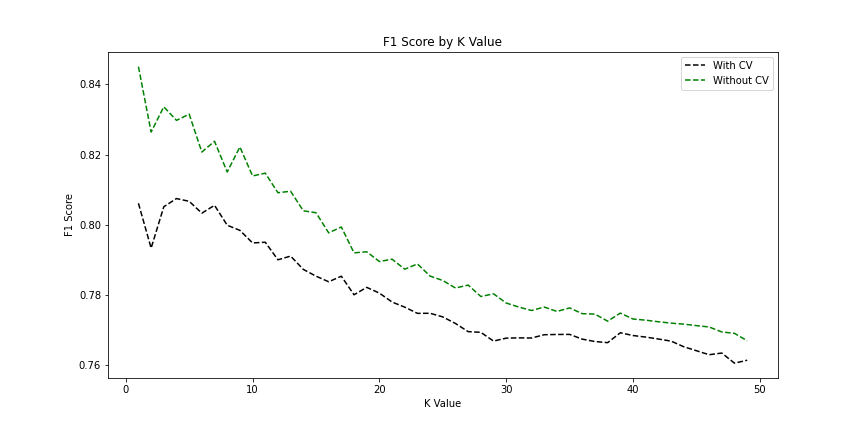 F1 Score by K Value
With CV
Without CV
0.84
0.82
0.80
0.78
0.76
F1 Score
0 10 20 30 40 50
K Value